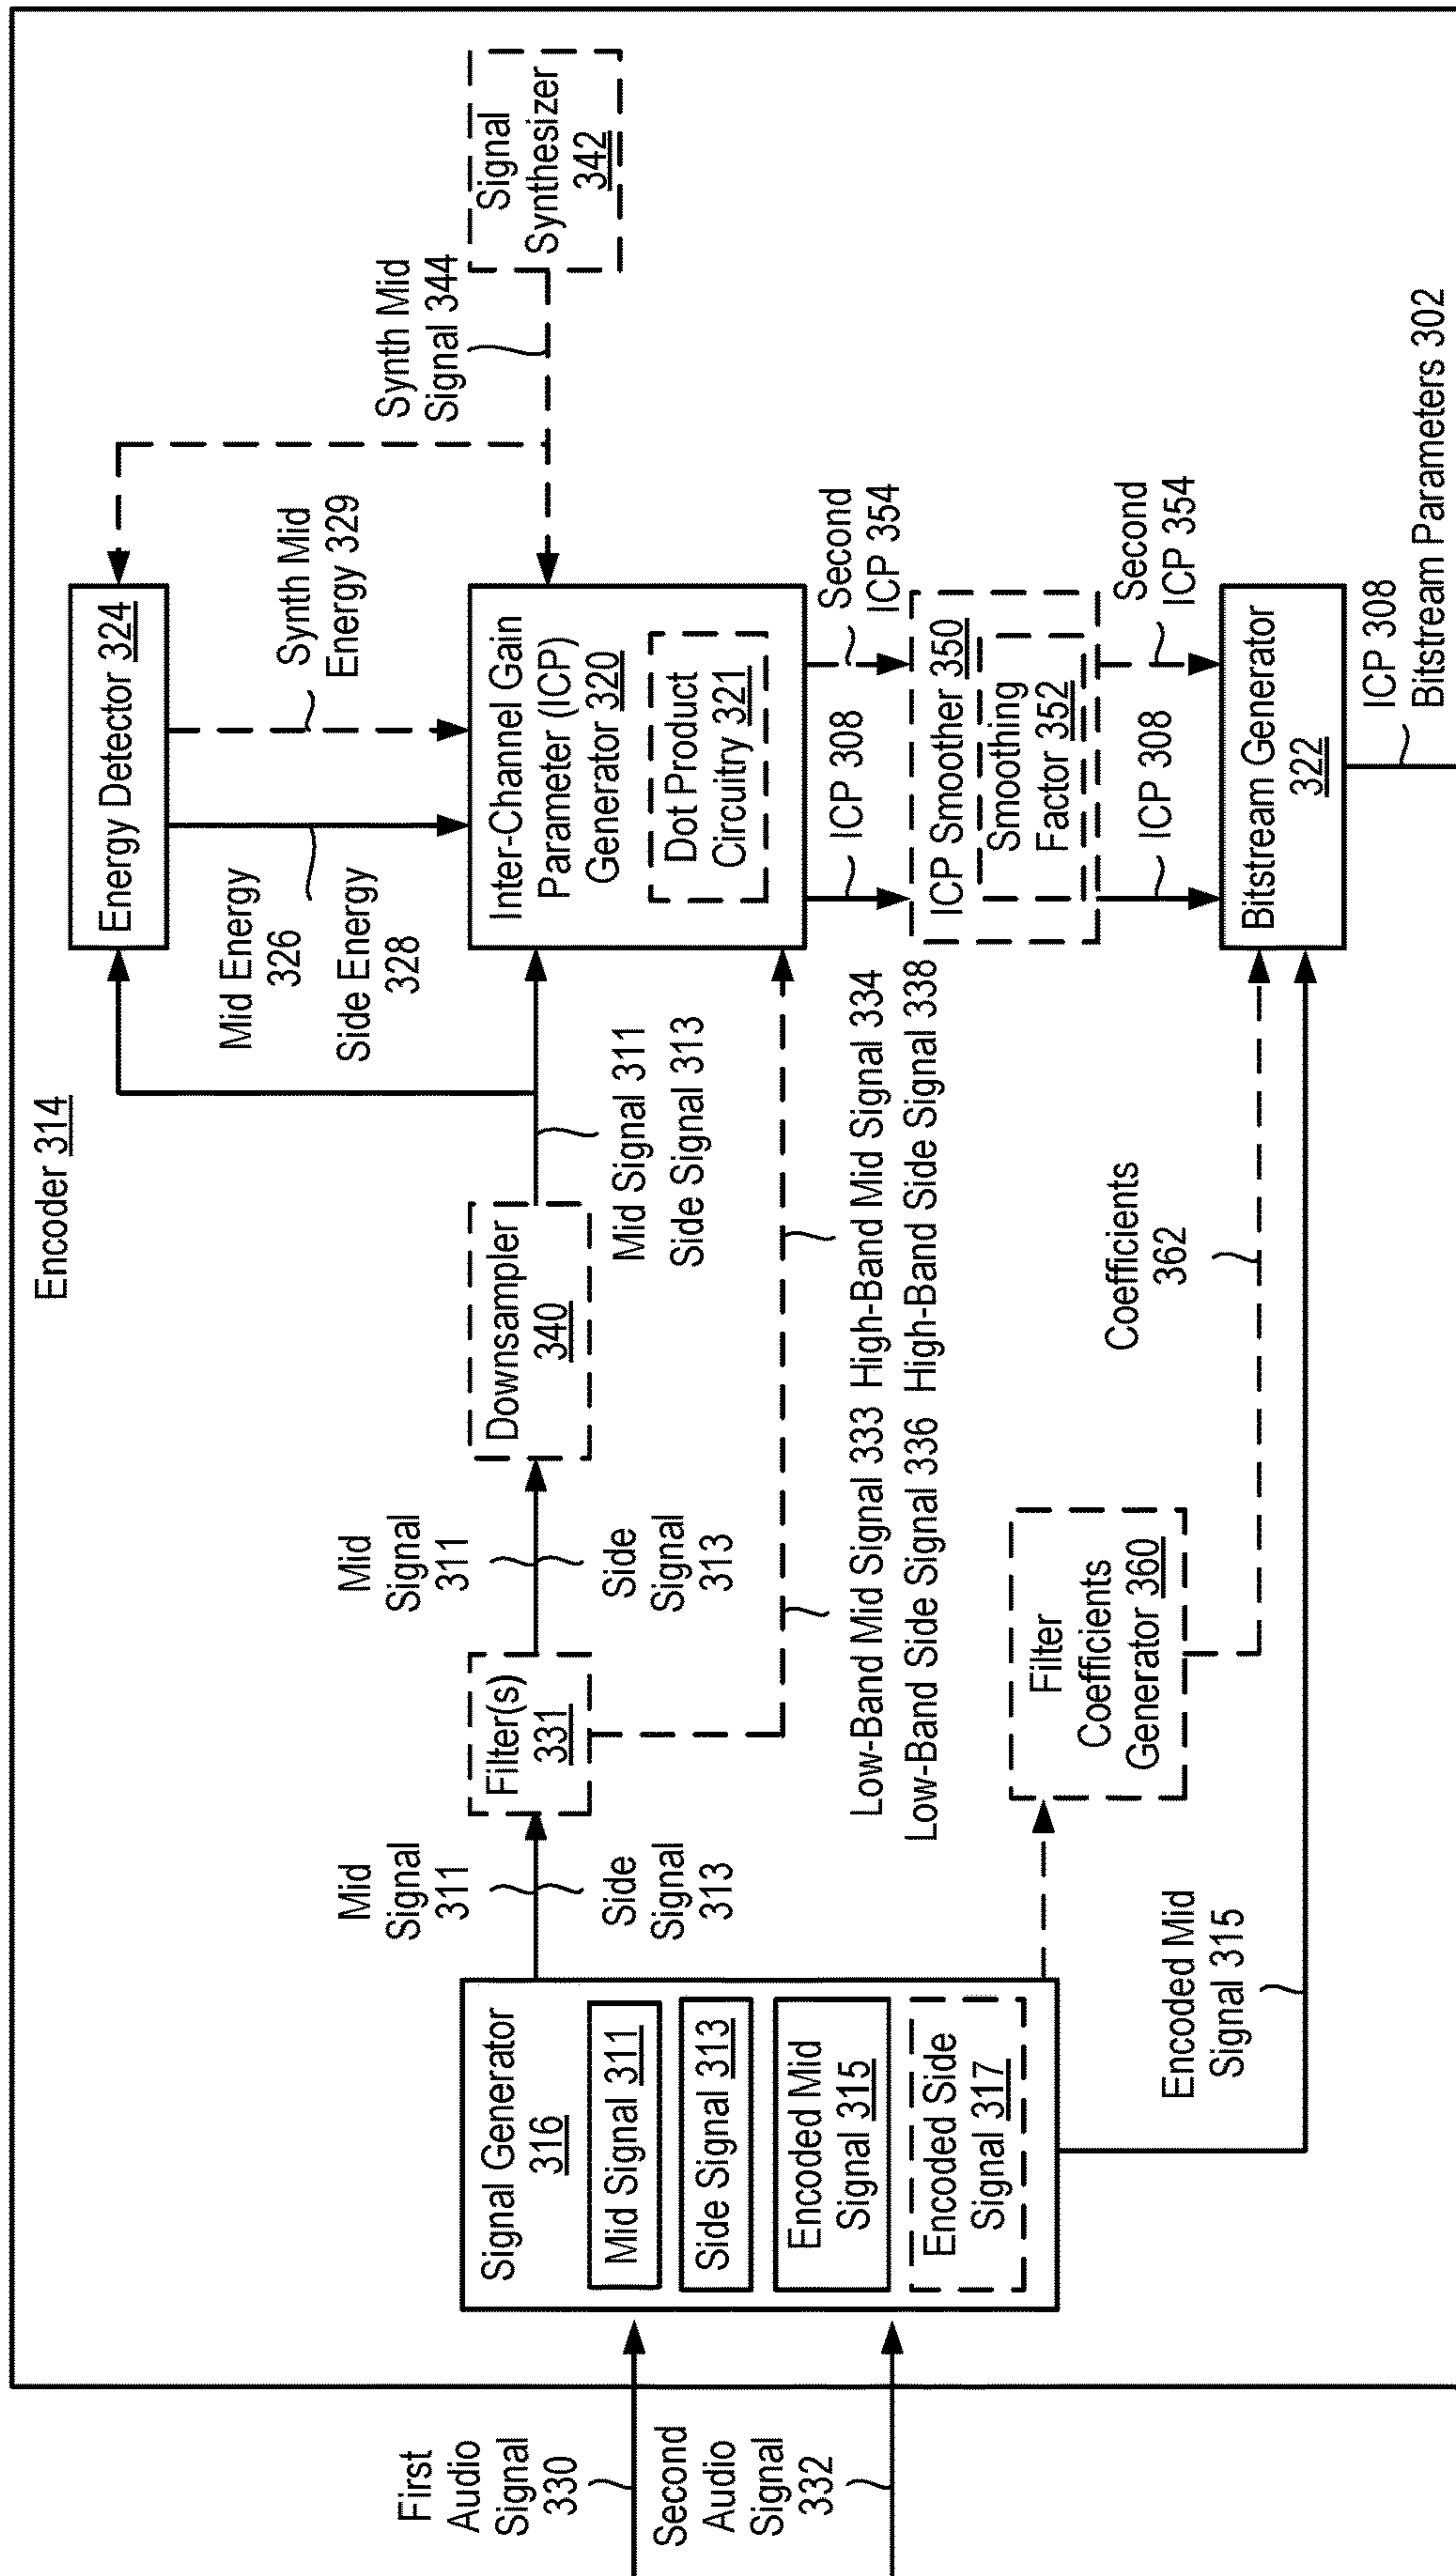 Encoder 314
First
Audio
Signal
330
Second
Audio
Signal
332
Signal Generator
316
Mid Signal 311
Side Signal 313
Encoded Mid
Signal 315
Encoded Side
Signal 317
Mid
Signal
311
Side
Signal
313
Filter(s)
331
Mid
Signal
311
Side
Signal
313
Downsampler
340
Mid Signal 311
Side Signal 313
Low-Band Mid Signal 333 High-Band Mid Signal 334
Low-Band Side Signal 336 High-Band Side Signal 338
Energy Detector 324
Mid Energy
326
Side Energy
328
Synth Mid
Energy 329
Synth Mid
Signal 344
Signal
Synthesizer
342
Inter-Channel Gain
Parameter (ICP)
Generator 320
Dot Product
Circuitry 321
ICP 308
Second
ICP 354
ICP Smoother 350
Smoothing
Factor 352
ICP 308
Second
ICP 354
Filter
Coefficients
Generator 360
Coefficients
362
Encoded Mid
Signal 315
Bitstream Generator
322
ICP 308
Bitstream Parameters 302